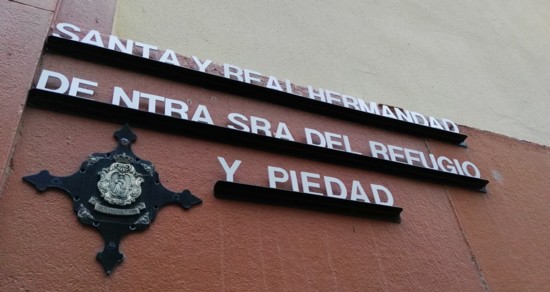 SANTA Y REAL HERMANDAD
DE NTRA SRA DEL REFUGIO
Y PIEDAD